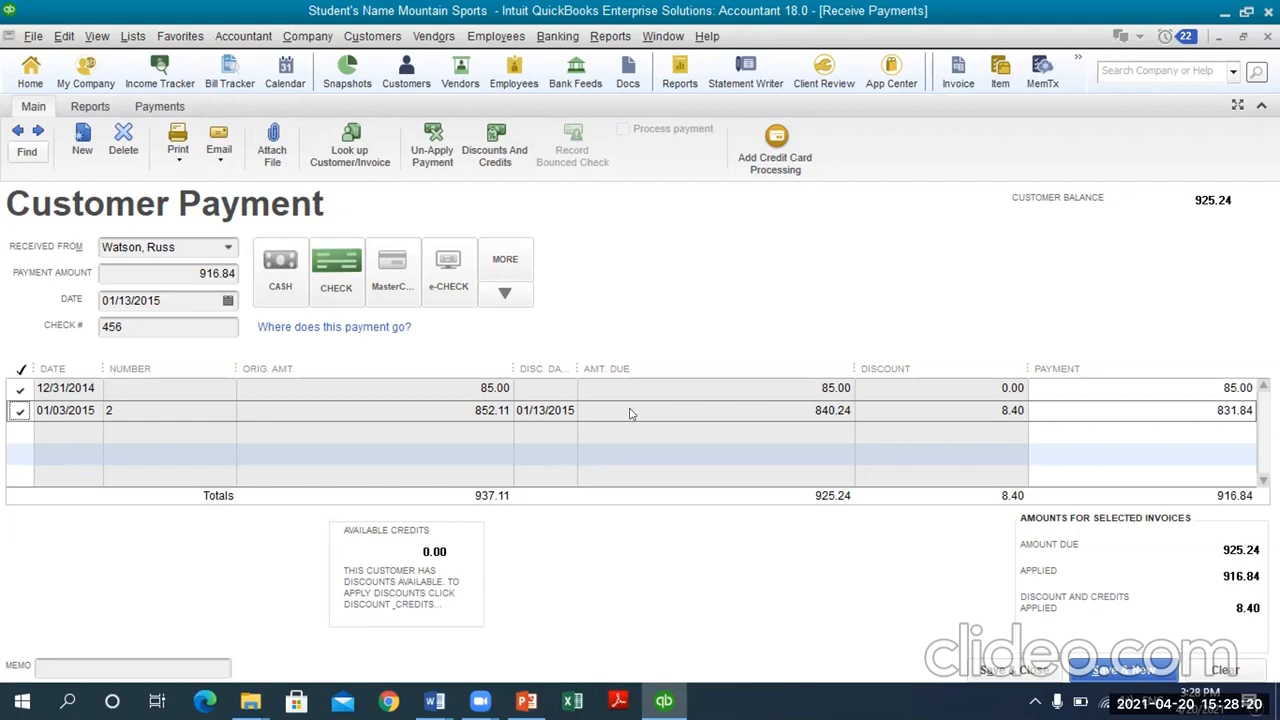 Student's Name Mountain Sports - Intuit QuickBooks Enterprise Solutions: Accountant 18.0 - [Receive Payments]
File Edit View Lists Favorites Accountant Company Customers Vendors Employees Banking Reports Window Help 22
Home My Company Income Tracker Bill Tracker Calendar Snapshots Customers Vendors Employees Bank Feeds Docs Reports Statement Writer Client Review App Center Invoice Item MemTx Search Company or Help
Main Reports Payments
Find New Delete Print Email Attach File Look up Customer/Invoice Un-Apply Payment Discounts And Credits Record Bounced Check Process payment Add Credit Card Processing
Customer Payment
CUSTOMER BALANCE 925.24
RECEIVED FROM Watson, Russ
PAYMENT AMOUNT 916.84
DATE 01/13/2015
CHECK # 456
CASH CHECK MasterC... e-CHECK MORE
Where does this payment go?
DATE NUMBER ORIG. AMT. DISC. DA... AMT. DUE DISCOUNT PAYMENT
12/31/2014 85.00 85.00 0.00 85.00
01/03/2015 2 852.11 01/13/2015 840.24 8.40 831.84
Totals 937.11 925.24 8.40 916.84
AVAILABLE CREDITS
0.00
THIS CUSTOMER HAS
DISCOUNTS AVAILABLE. TO
APPLY DISCOUNTS CLICK
DISCOUNT _CREDITS...
AMOUNTS FOR SELECTED INVOICES
AMOUNT DUE 925.24
APPLIED 916.84
DISCOUNT AND CREDITS
APPLIED 8.40
MEMO
Save & Close Save & New Clear
clideo.com
3:28 PM
2021-04-20 15:28:20